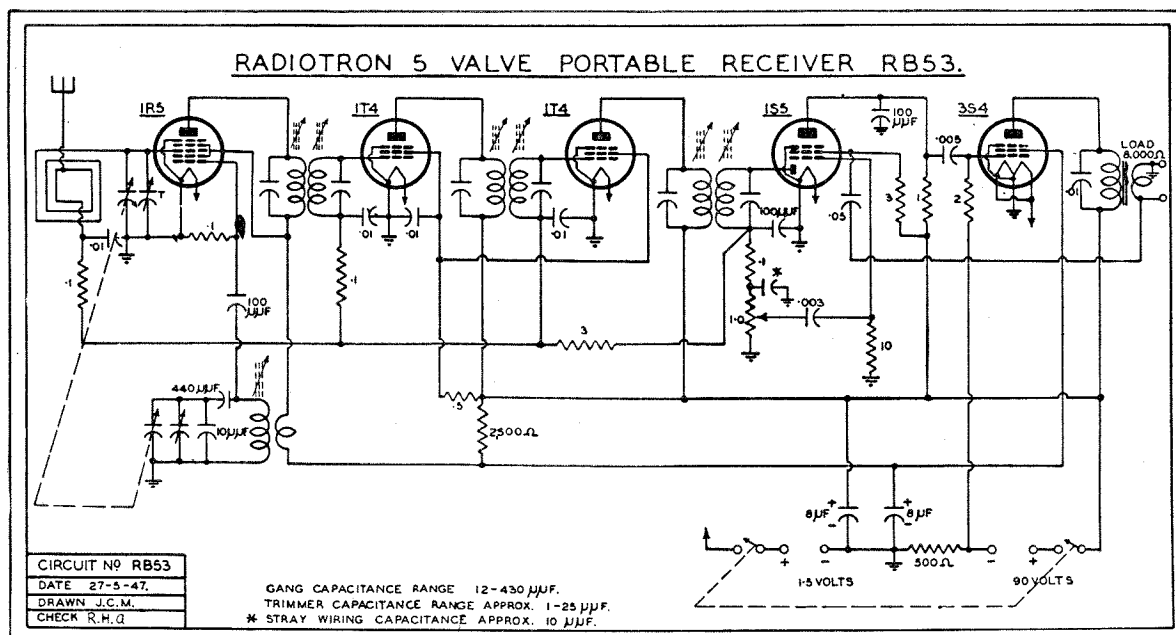 RADIOTRON 5 VALVE PORTABLE RECEIVER RB53.
1R5
1T4
1T4
1S5
3S4
100 μμF
.005
LOAD 8,000Ω
T
.01
.1
.1
.01
.01
.1
.01
100μμF
.05
3
1
2
.01
100 μμF
.1
*
1.0
.003
10
3
440μμF
10μμF
.5
2,500Ω
+
8μF
-
+
8μF
-
+
-
1.5 VOLTS
500Ω
-
+
90 VOLTS
CIRCUIT Nº RB53
DATE 27-5-47.
DRAWN J.C.M.
CHECK R.H.A
GANG CAPACITANCE RANGE 12-430 μμF.
TRIMMER CAPACITANCE RANGE APPROX. 1-25 μμF.
* STRAY WIRING CAPACITANCE APPROX. 10 μμF.